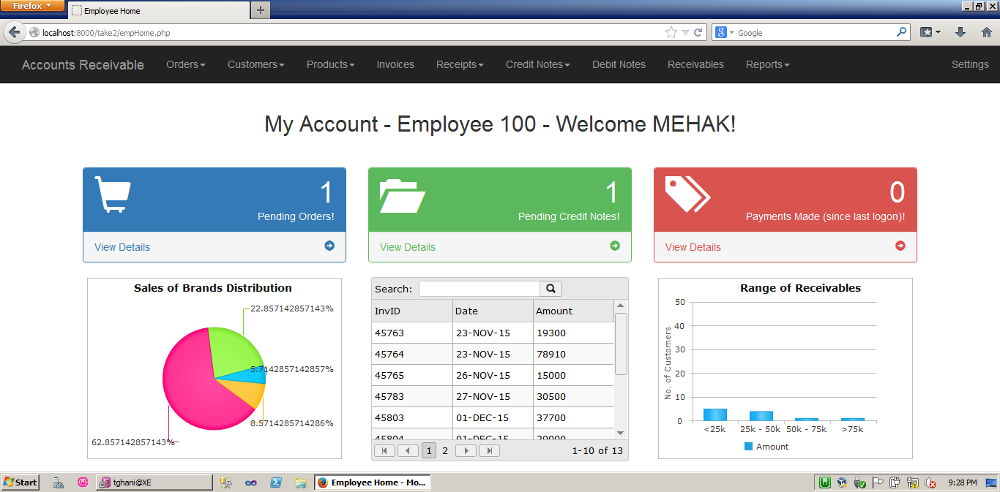 Firefox
Employee Home
localhost:8000/take2/empHome.php
Google
Accounts Receivable Orders Customers Products Invoices Receipts Credit Notes Debit Notes Receivables Reports Settings
My Account - Employee 100 - Welcome MEHAK!
1
Pending Orders!
View Details
1
Pending Credit Notes!
View Details
0
Payments Made (since last logon)!
View Details
Sales of Brands Distribution
22.857142857143%
5.7142857142857%
8.5714285714286%
62.857142857143%
Search:
InvID Date Amount
45763 23-NOV-15 19300
45764 23-NOV-15 78910
45765 26-NOV-15 15000
45783 27-NOV-15 30500
45803 01-DEC-15 37700
45804 01-DEC-15 29000
1 2 1-10 of 13
Range of Receivables
No. of Customers
50
40
30
20
10
0
<25k 25k - 50k 50k - 75k >75k
Amount
Start
tghani@XE
Employee Home - Mo...
9:28 PM